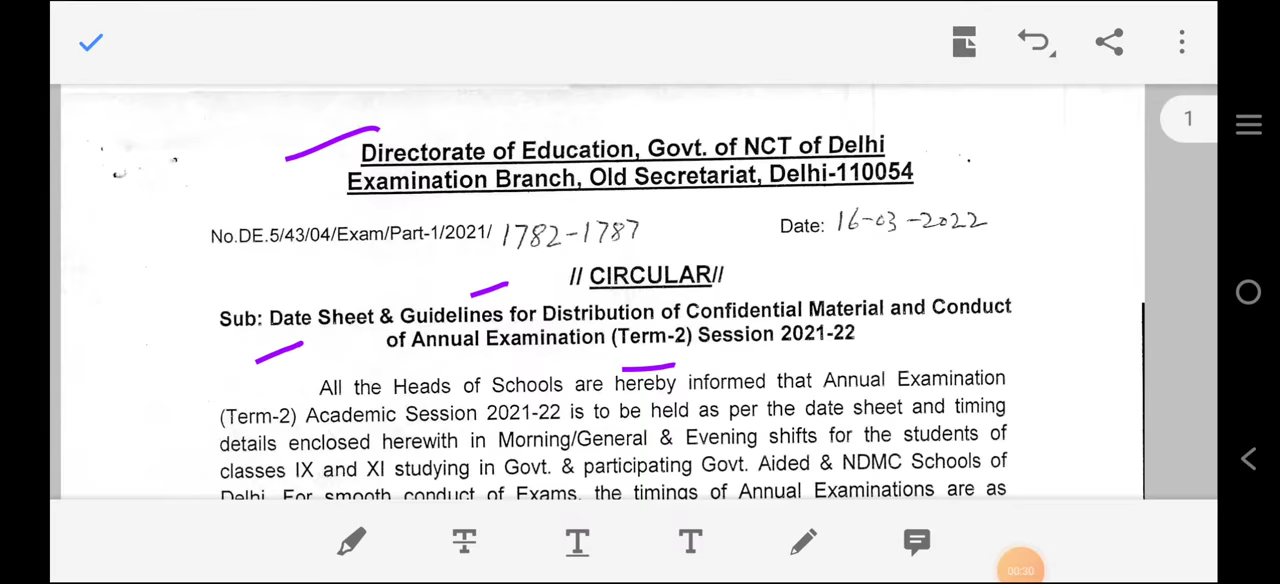 1
Directorate of Education, Govt. of NCT of Delhi
Examination Branch, Old Secretariat, Delhi-110054
No.DE.5/43/04/Exam/Part-1/2021/ 1782-1787 Date: 16-03-2022
// CIRCULAR//
Sub: Date Sheet & Guidelines for Distribution of Confidential Material and Conduct
of Annual Examination (Term-2) Session 2021-22
All the Heads of Schools are hereby informed that Annual Examination
(Term-2) Academic Session 2021-22 is to be held as per the date sheet and timing
details enclosed herewith in Morning/General & Evening shifts for the students of
classes IX and XI studying in Govt. & participating Govt. Aided & NDMC Schools of
Delhi. For smooth conduct of Exams, the timings of Annual Examinations are as
T T T
00:30